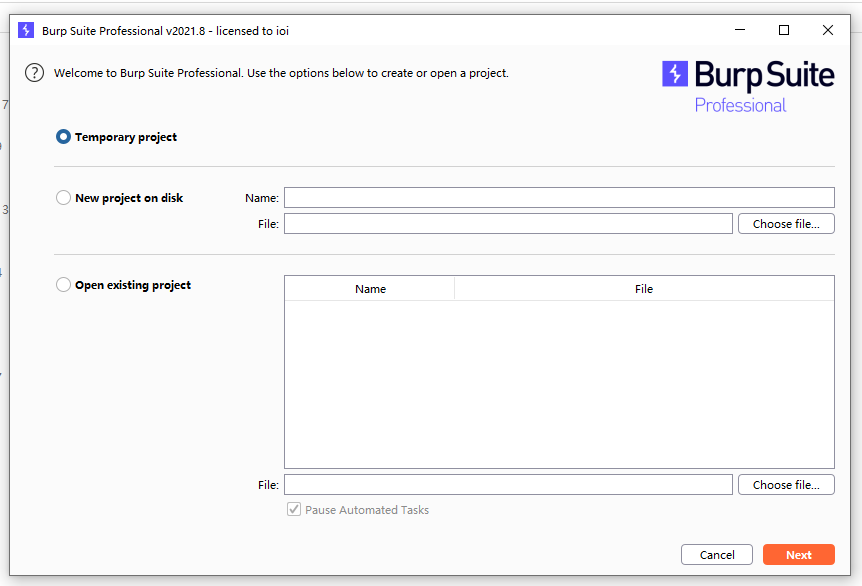 Burp Suite Professional v2021.8 - licensed to ioi
? Welcome to Burp Suite Professional. Use the options below to create or open a project.
Burp Suite
Professional
Temporary project
New project on disk
Name:
File:
Choose file...
Open existing project
Name
File
File:
Choose file...
Pause Automated Tasks
Cancel
Next